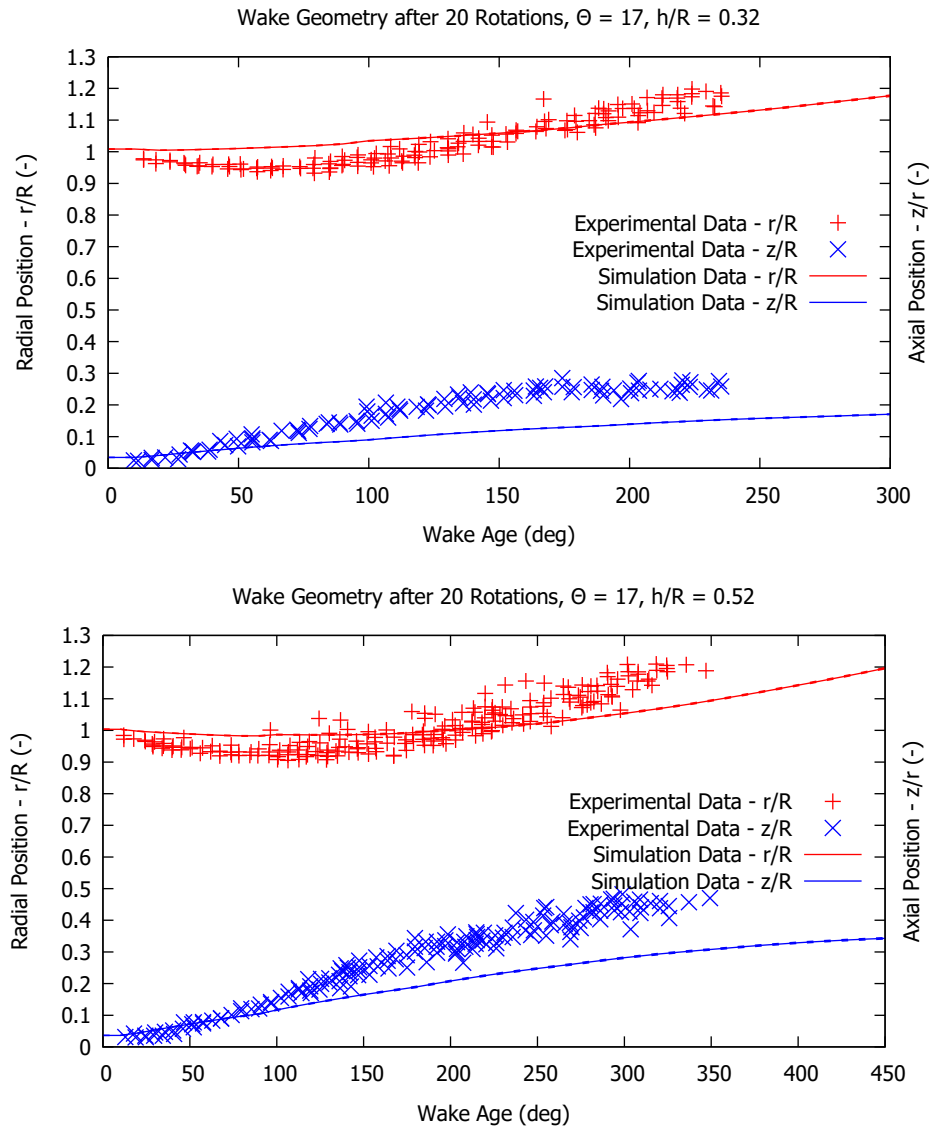 Wake Geometry after 20 Rotations, Θ = 17, h/R = 0.32
1.3
1.2
1.1
1
0.9
0.8
0.7
0.6
0.5
0.4
0.3
0.2
0.1
0
Radial Position - r/R (-)
Axial Position - z/r (-)
Experimental Data - r/R
Experimental Data - z/R
Simulation Data - r/R
Simulation Data - z/R
0 50 100 150 200 250 300
Wake Age (deg)
Wake Geometry after 20 Rotations, Θ = 17, h/R = 0.52
1.3
1.2
1.1
1
0.9
0.8
0.7
0.6
0.5
0.4
0.3
0.2
0.1
0
Radial Position - r/R (-)
Axial Position - z/r (-)
Experimental Data - r/R
Experimental Data - z/R
Simulation Data - r/R
Simulation Data - z/R
0 50 100 150 200 250 300 350 400 450
Wake Age (deg)